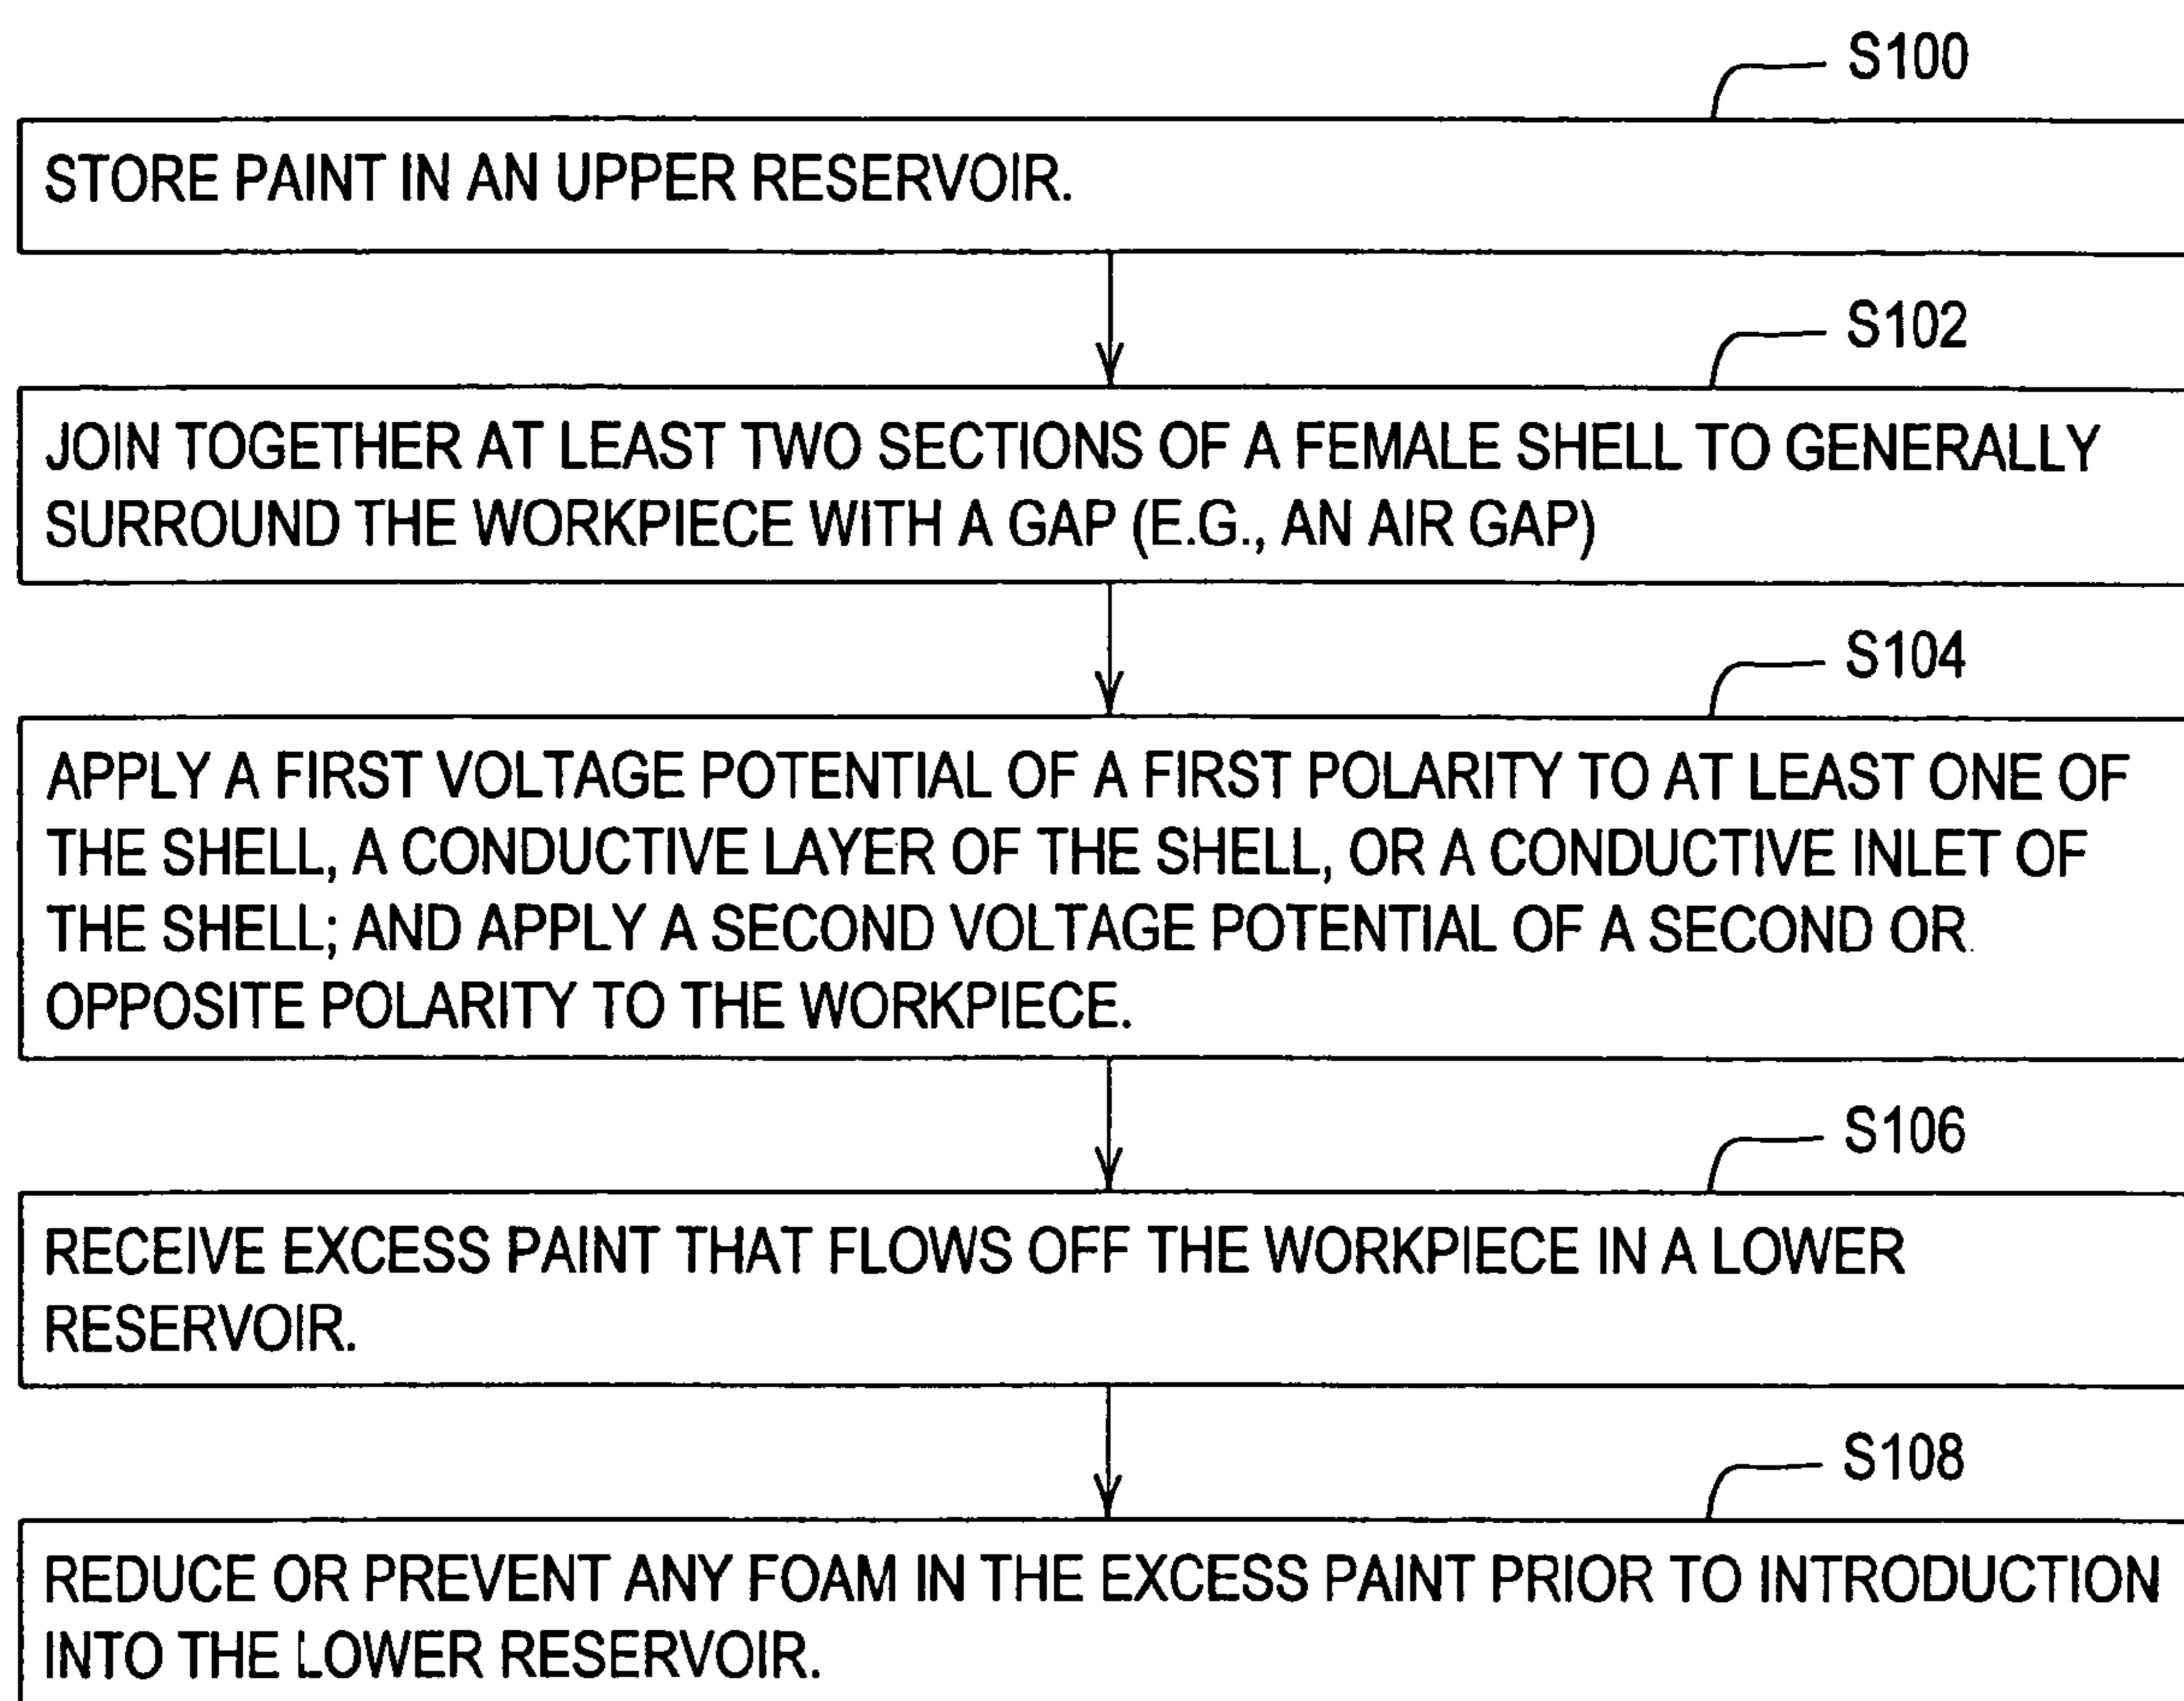 S100
STORE PAINT IN AN UPPER RESERVOIR.
S102
JOIN TOGETHER AT LEAST TWO SECTIONS OF A FEMALE SHELL TO GENERALLY
SURROUND THE WORKPIECE WITH A GAP (E.G., AN AIR GAP)
S104
APPLY A FIRST VOLTAGE POTENTIAL OF A FIRST POLARITY TO AT LEAST ONE OF
THE SHELL, A CONDUCTIVE LAYER OF THE SHELL, OR A CONDUCTIVE INLET OF
THE SHELL; AND APPLY A SECOND VOLTAGE POTENTIAL OF A SECOND OR
OPPOSITE POLARITY TO THE WORKPIECE.
S106
RECEIVE EXCESS PAINT THAT FLOWS OFF THE WORKPIECE IN A LOWER
RESERVOIR.
S108
REDUCE OR PREVENT ANY FOAM IN THE EXCESS PAINT PRIOR TO INTRODUCTION
INTO THE LOWER RESERVOIR.